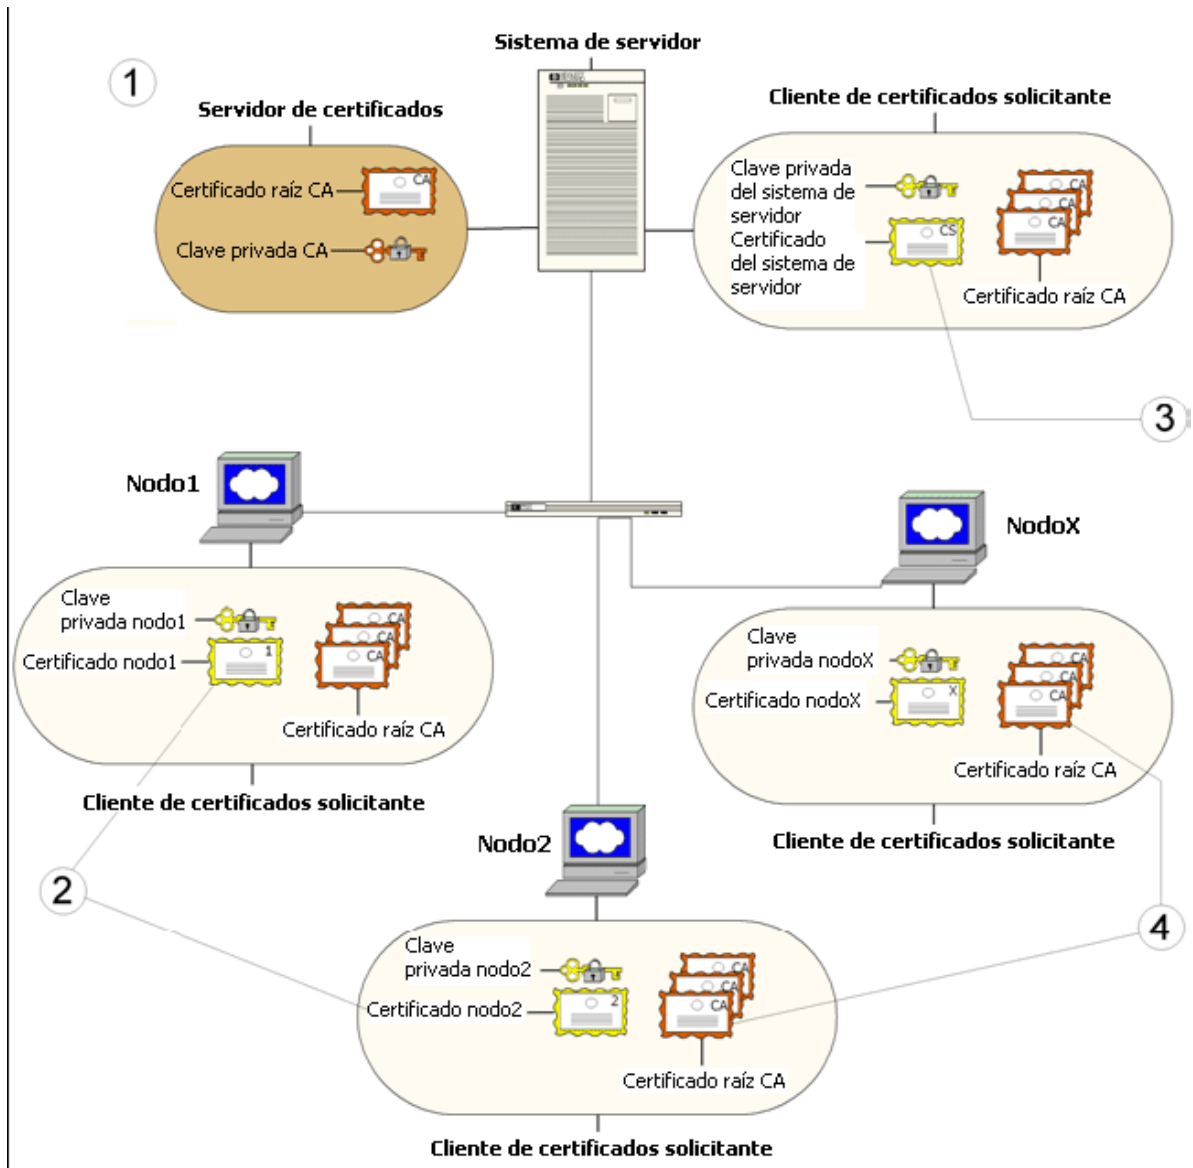 Sistema de servidor
1
Servidor de certificados
Certificado raíz CA
CA
Clave privada CA
Cliente de certificados solicitante
Clave privada
del sistema de
servidor
Certificado
del sistema de
servidor
CS
CA
CA
CA
Certificado raíz CA
3
Nodo1
NodoX
Clave
privada nodo1
Certificado nodo1
1
CA
CA
CA
Certificado raíz CA
Cliente de certificados solicitante
Clave
privada nodoX
Certificado nodoX
X
CA
CA
CA
Certificado raíz CA
Cliente de certificados solicitante
2
Nodo2
4
Clave
privada nodo2
Certificado nodo2
2
CA
CA
CA
Certificado raíz CA
Cliente de certificados solicitante